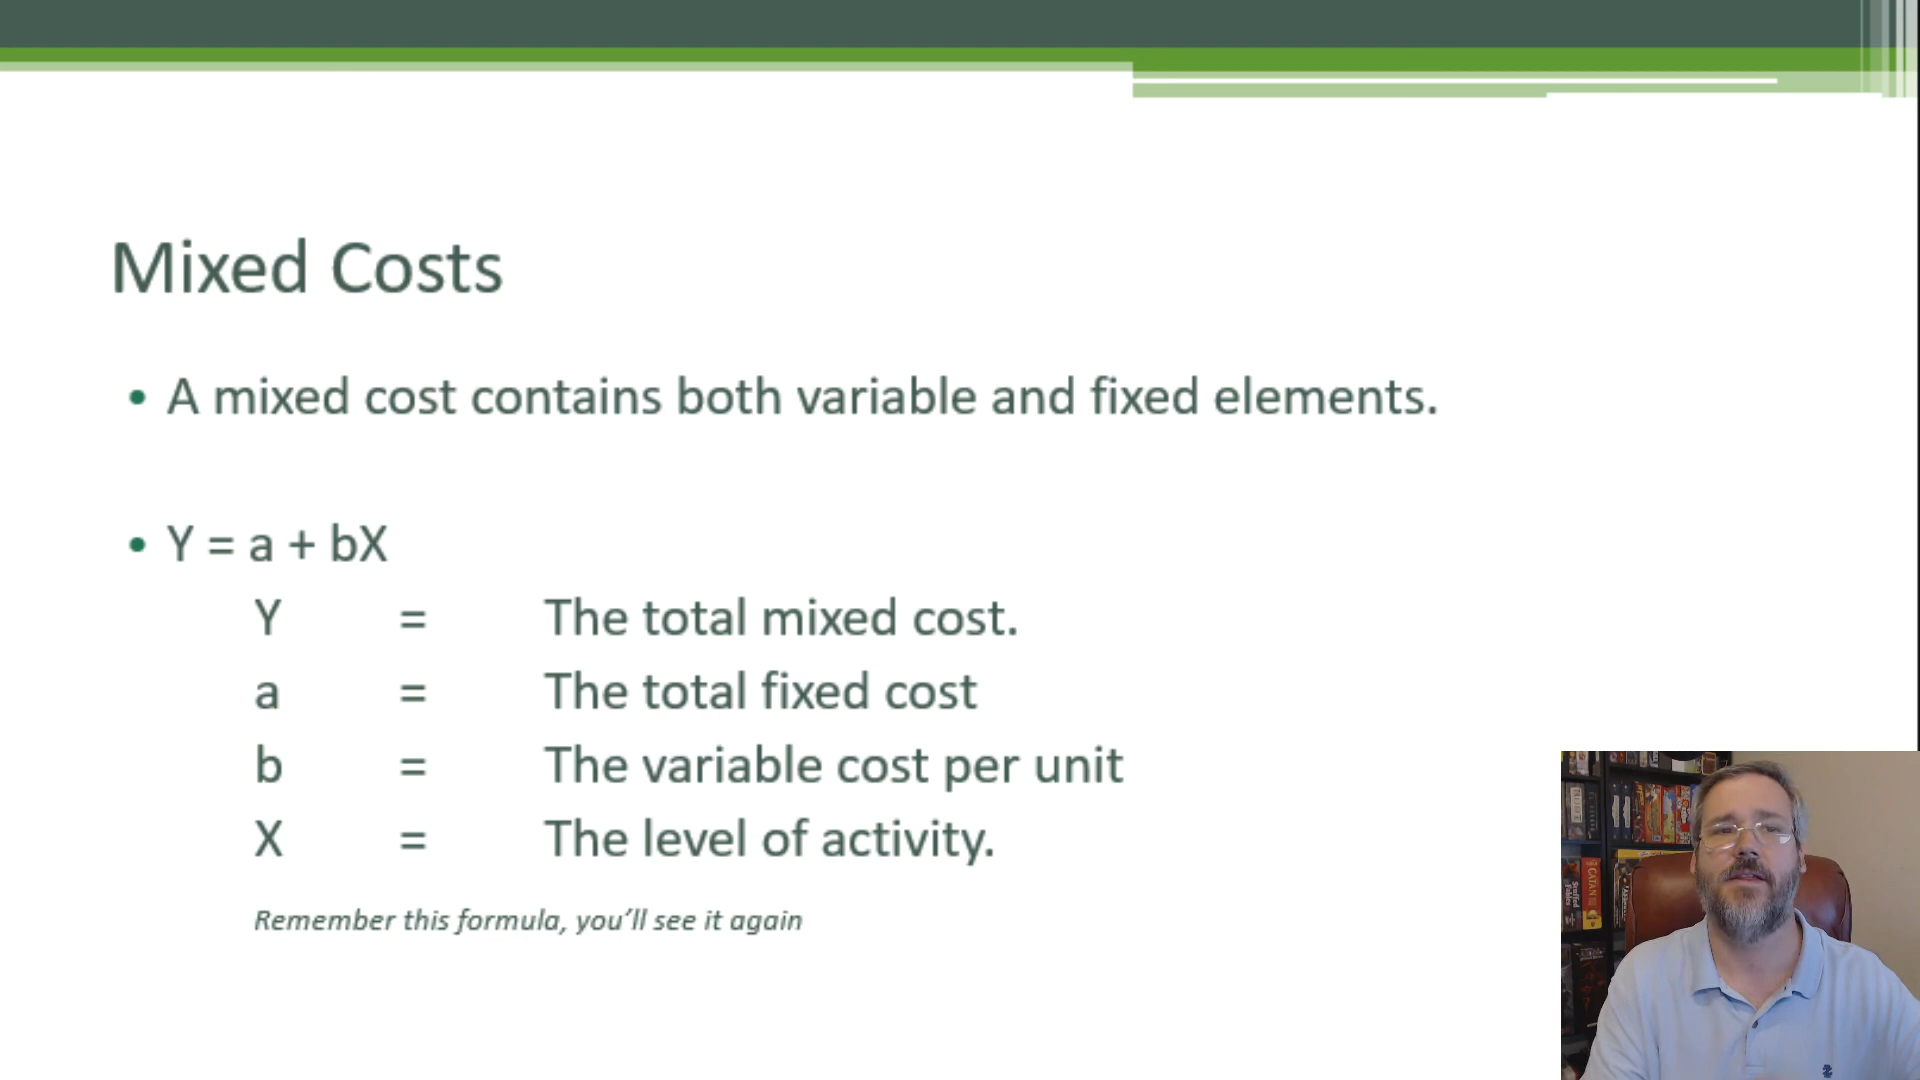 Mixed Costs
• A mixed cost contains both variable and fixed elements.
• Y = a + bX
Y = The total mixed cost.
a = The total fixed cost
b = The variable cost per unit
X = The level of activity.
Remember this formula, you’ll see it again
CATAN